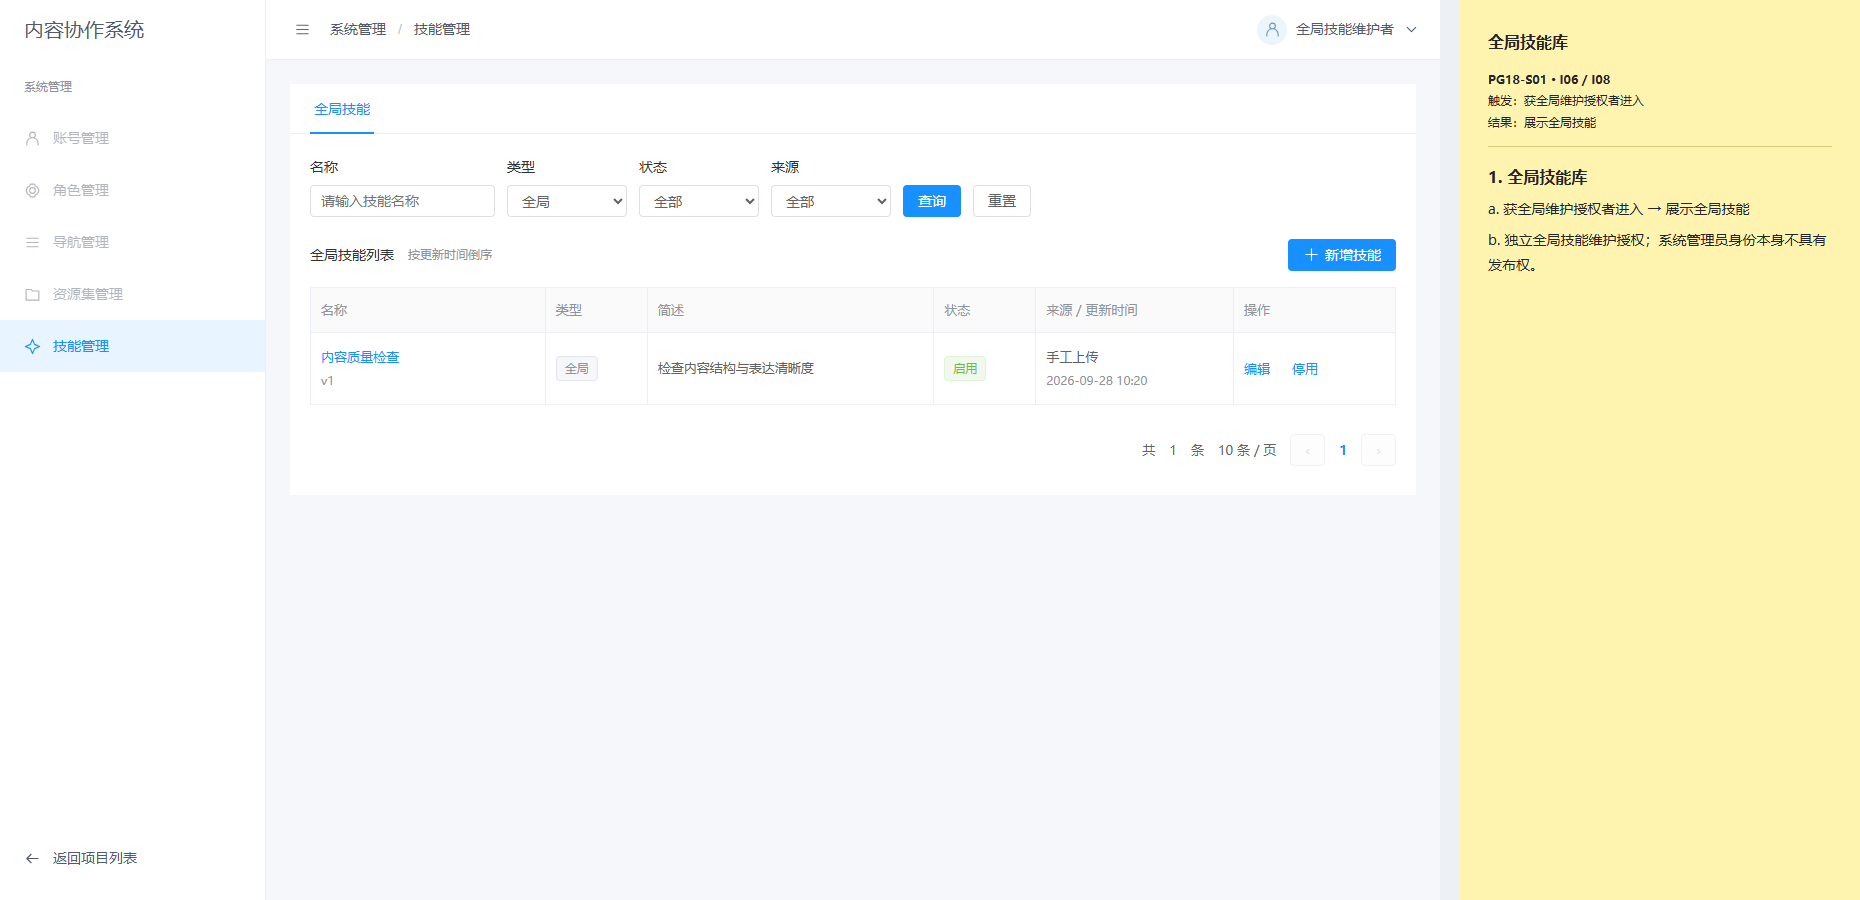 内容协作系统
系统管理
账号管理
角色管理
导航管理
资源集管理
技能管理
返回项目列表
系统管理 / 技能管理
全局技能维护者
全局技能
名称 类型 状态 来源
请输入技能名称 全局 全部 全部 查询 重置
全局技能列表 按更新时间倒序 新增技能
名称 类型 简述 状态 来源 / 更新时间 操作
内容质量检查 全局 检查内容结构与表达清晰度 启用 手工上传 编辑 停用
v1 2026-09-28 10:20
共 1 条 10 条 / 页 ‹ 1 ›
全局技能库
PG18-S01 • I06 / I08
触发：获全局维护授权者进入
结果：展示全局技能
1. 全局技能库
a. 获全局维护授权者进入 → 展示全局技能
b. 独立全局技能维护授权；系统管理员身份本身不具有
发布权。